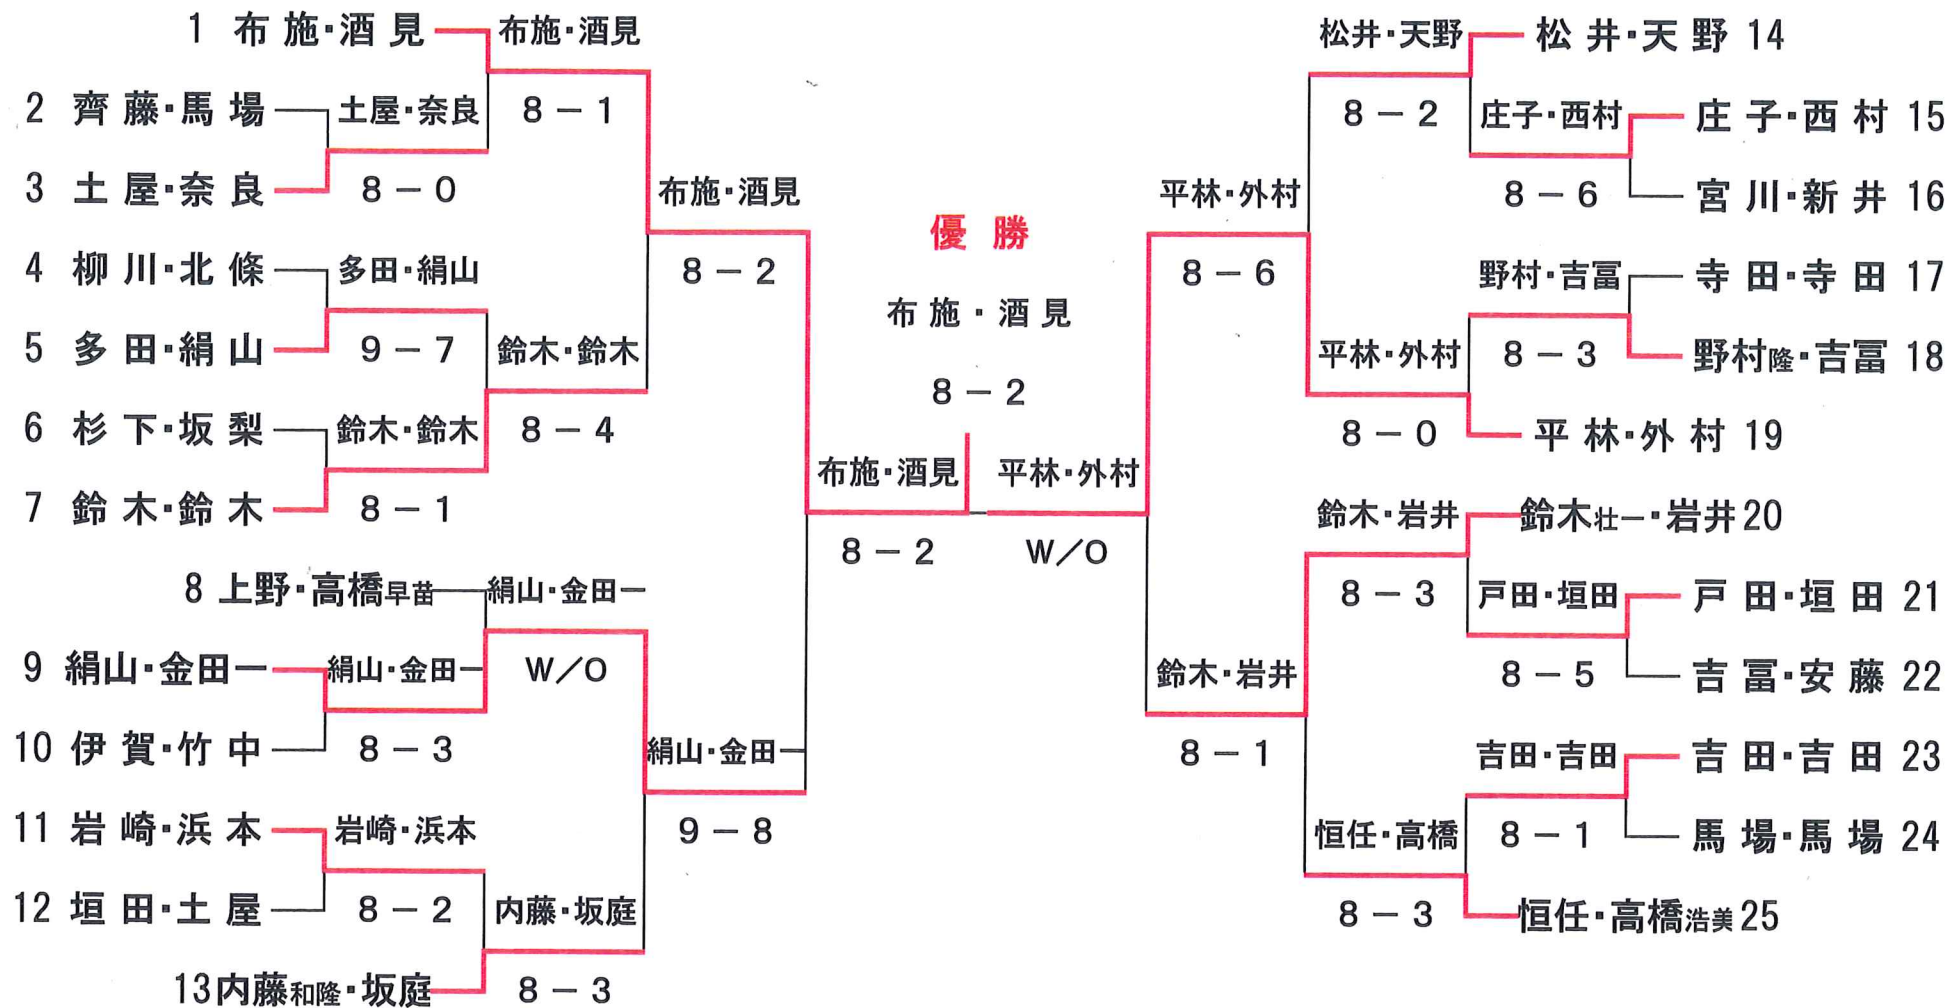 1 布施・酒見
布施・酒見
2 齊藤・馬場
土屋・奈良
8－1
3 土屋・奈良
8－0
布施・酒見
4 柳川・北條
多田・絹山
8－2
5 多田・絹山
9－7
鈴木・鈴木
6 杉下・坂梨
鈴木・鈴木
8－4
7 鈴木・鈴木
8－1
布施・酒見
8－2
8 上野・高橋早苗
絹山・金田一
9 絹山・金田一
絹山・金田一
W／O
10 伊賀・竹中
8－3
絹山・金田一
11 岩崎・浜本
岩崎・浜本
9－8
12 垣田・土屋
8－2
内藤・坂庭
13 内藤和隆・坂庭
8－3
優勝
布施・酒見
8－2
松井・天野
松井・天野 14
8－2
庄子・西村
庄子・西村 15
平林・外村
8－6
宮川・新井 16
8－6
野村・吉冨
寺田・寺田 17
平林・外村
8－3
野村隆・吉冨 18
8－0
平林・外村 19
平林・外村
W／O
鈴木・岩井
鈴木壮一・岩井 20
8－3
戸田・垣田
戸田・垣田 21
鈴木・岩井
8－5
吉冨・安藤 22
8－1
吉田・吉田
吉田・吉田 23
恒任・高橋
8－1
馬場・馬場 24
8－3
恒任・高橋浩美 25